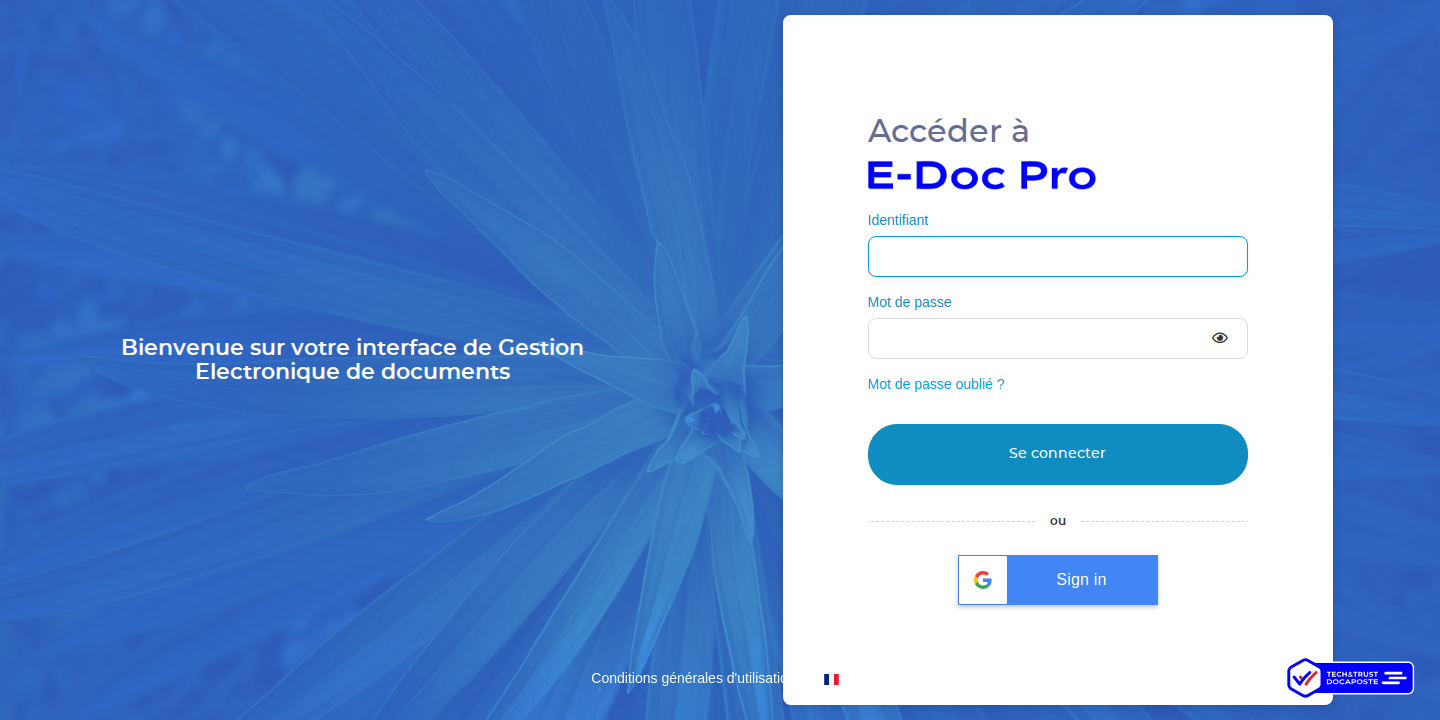 Bienvenue sur votre interface de Gestion
Electronique de documents
Conditions générales d'utilisatio
Accéder à
E-Doc Pro
Identifiant
Mot de passe
Mot de passe oublié ?
Se connecter
ou
Sign in
TECH&TRUST
DOCAPOSTE